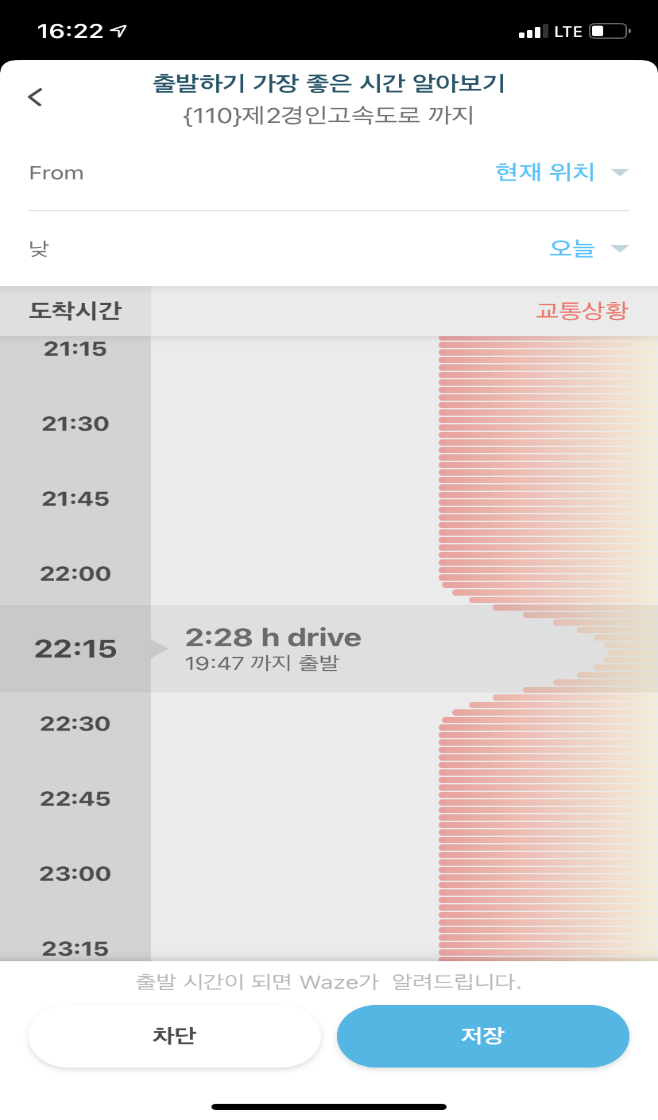 16:22
LTE
출발하기 가장 좋은 시간 알아보기
{110}제2경인고속도로 까지
From
현재 위치
낮
오늘
도착시간
교통상황
21:15
21:30
21:45
22:00
22:15
2:28 h drive
19:47 까지 출발
22:30
22:45
23:00
23:15
출발 시간이 되면 Waze가 알려드립니다.
차단
저장